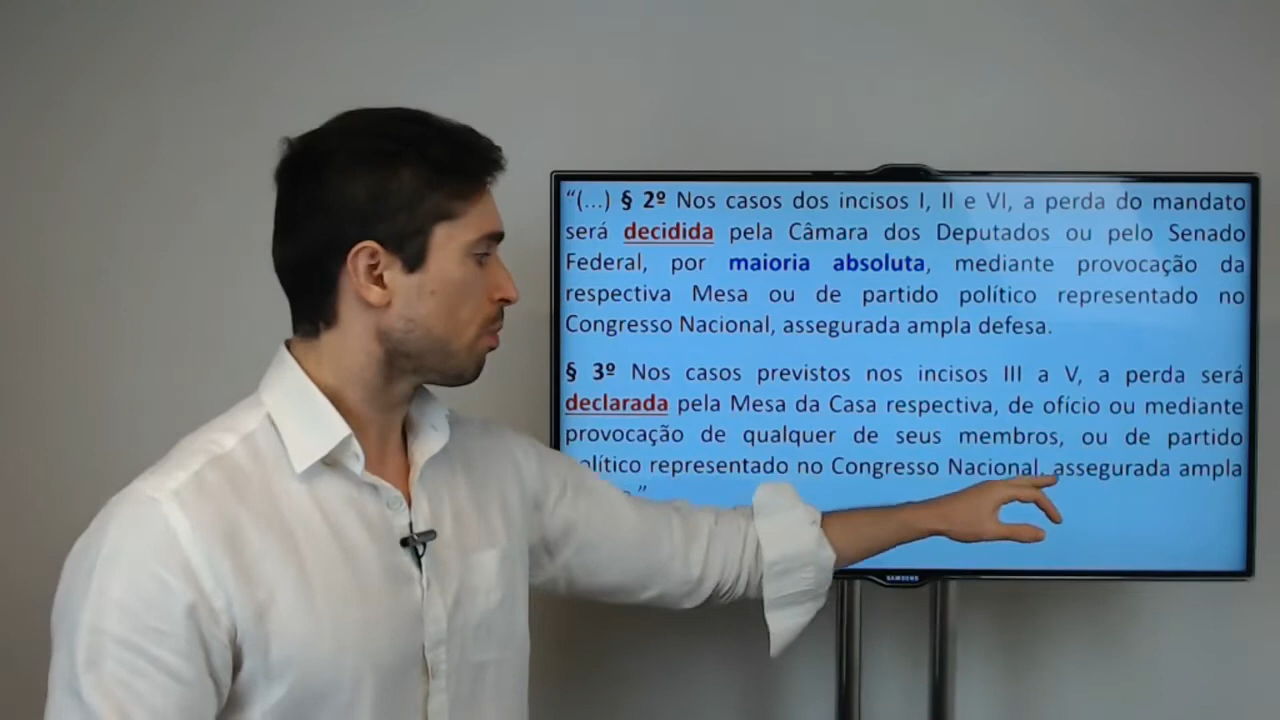 “(...) § 2º Nos casos dos incisos I, II e VI, a perda do mandato
será decidida pela Câmara dos Deputados ou pelo Senado
Federal, por maioria absoluta, mediante provocação da
respectiva Mesa ou de partido político representado no
Congresso Nacional, assegurada ampla defesa.
§ 3º Nos casos previstos nos incisos III a V, a perda será
declarada pela Mesa da Casa respectiva, de ofício ou mediante
provocação de qualquer de seus membros, ou de partido
representado no Congresso Nacional, assegurada ampla
SAMSUNG